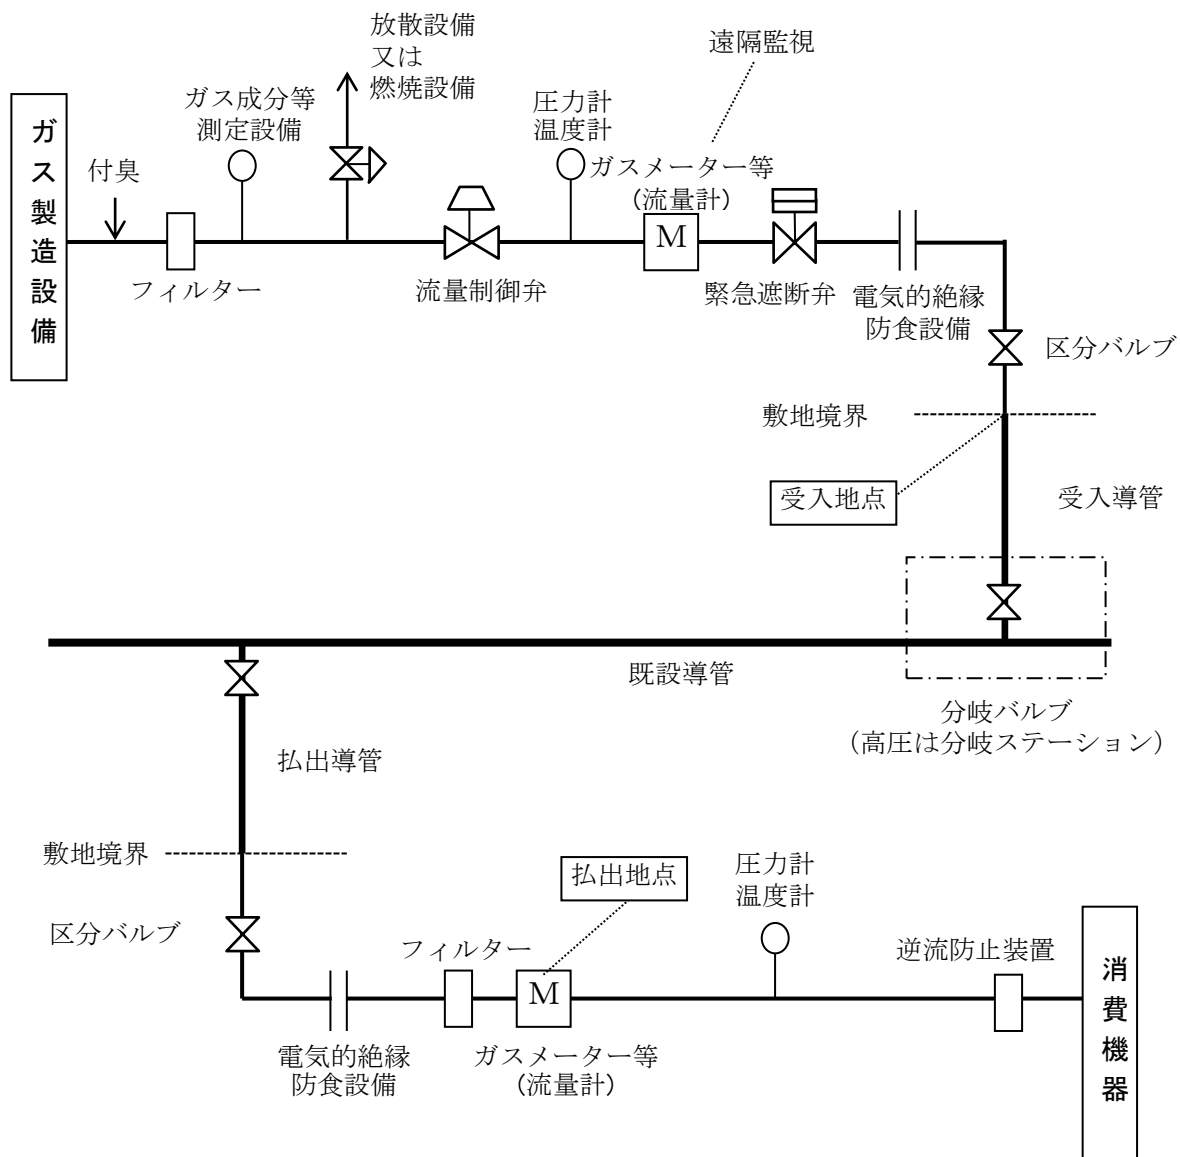 放散設備
又は
燃焼設備
遠隔監視
ガス成分等
測定設備
圧力計
温度計
ガス製造設備
付臭
ガスメーター等
(流量計)
M
フィルター
流量制御弁
緊急遮断弁
電気的絶縁
防食設備
区分バルブ
敷地境界
受入地点
受入導管
既設導管
分岐バルブ
(高圧は分岐ステーション)
払出導管
敷地境界
払出地点
圧力計
温度計
区分バルブ
フィルター
逆流防止装置
M
消費機器
電気的絶縁
防食設備
ガスメーター等
(流量計)